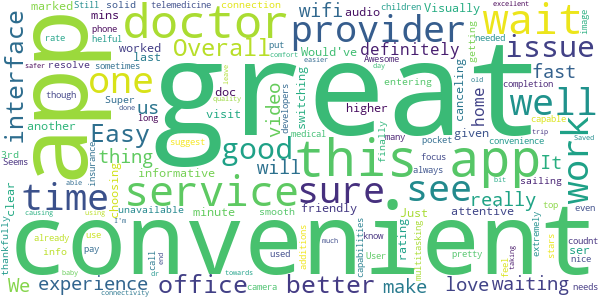 marked
Still solid telemedicine connection children
excellent
app
doctor
wifi audio
Visually
wait
image
rate mins
phone
helpful
put
comfort
getting
needed
interface
one
Overall
provider
definitely
issue
safer resolve
sometimes
worked
last
Would've
easier
Awesome
day
entering
though
Super
done
long
us
doc
leave
quality
video
developers
switching
higher
great
canceling
home
fast
old
completion
capable
another
Easy
visit
medical
finally
many
pocket
given
well
trip
3rd
Seems
insurance
thing
suggest
good
will
this app
focus
always
convenience
It
Saved
work
able
choosing
informative
time
service
sure
see
really
sailing
bit
top
even
causing
using
I'm
unavailable
minute
smooth
friendly
Just
attentive
clear
convenient
thankfully
already
info
use
pay
dr
call
end
additions
User
capabilities
know
rating
multitasking
pretty
feel
taking
stars
extremely
coudnt
ser
nice
We
experience
baby
connectivity
office
used
towards
camera
better
much
make
love
waiting
needs